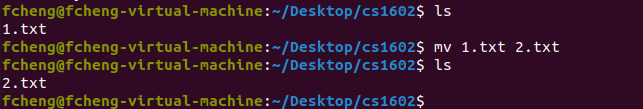 fcheng@fcheng-virtual-machine:~/Desktop/cs1602$ ls
1.txt
fcheng@fcheng-virtual-machine:~/Desktop/cs1602$ mv 1.txt 2.txt
fcheng@fcheng-virtual-machine:~/Desktop/cs1602$ ls
2.txt
fcheng@fcheng-virtual-machine:~/Desktop/cs1602$